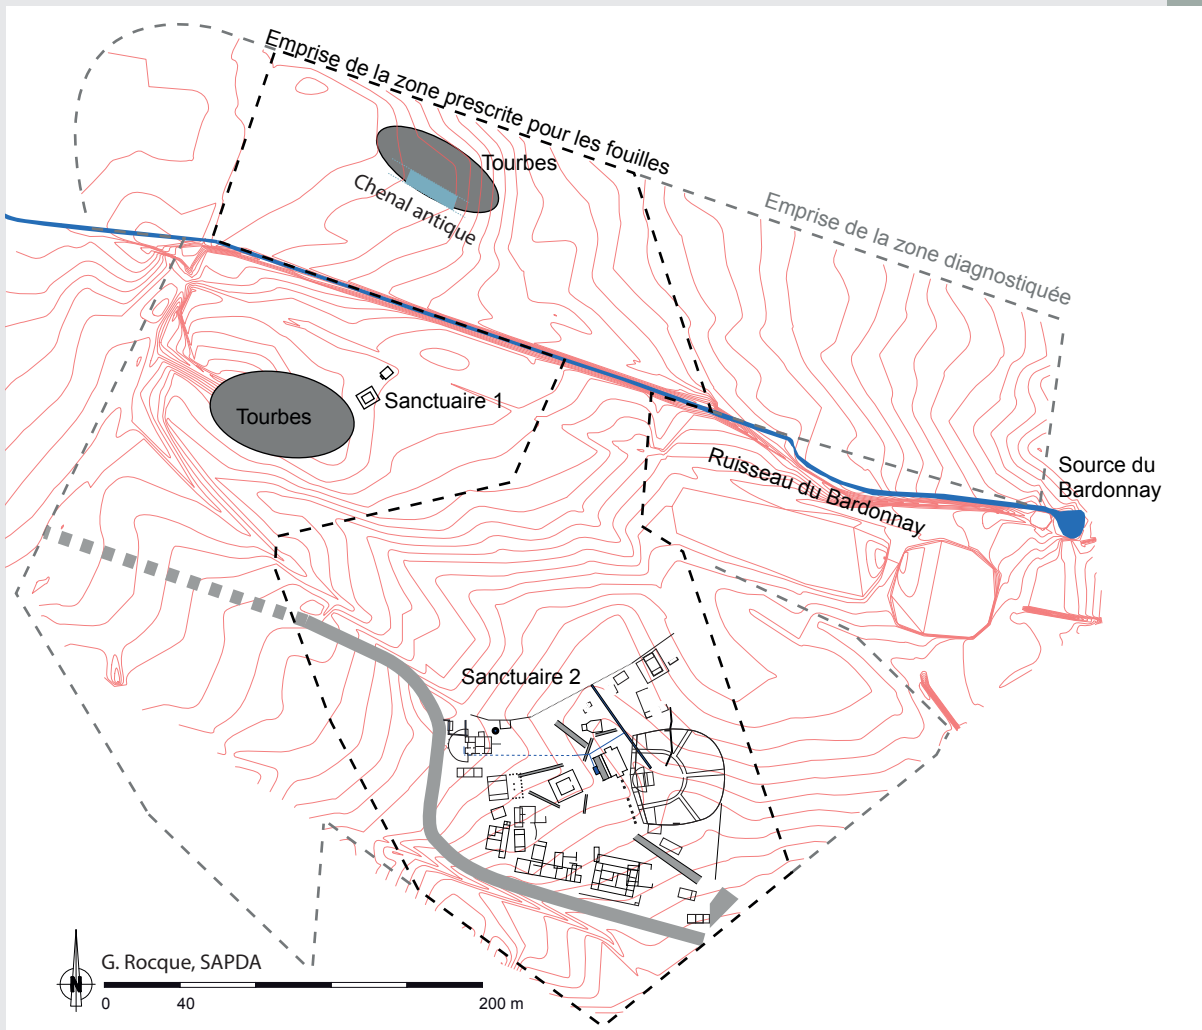 Emprise de la zone prescrite pour les fouilles
Tourbes
Chenal antique
Emprise de la zone diagnostiquée
Sanctuaire 1
Tourbes
Ruisseau du Bardonnay
Source du
Bardonnay
Sanctuaire 2
G. Rocque, SAPDA
N
0 40 200 m